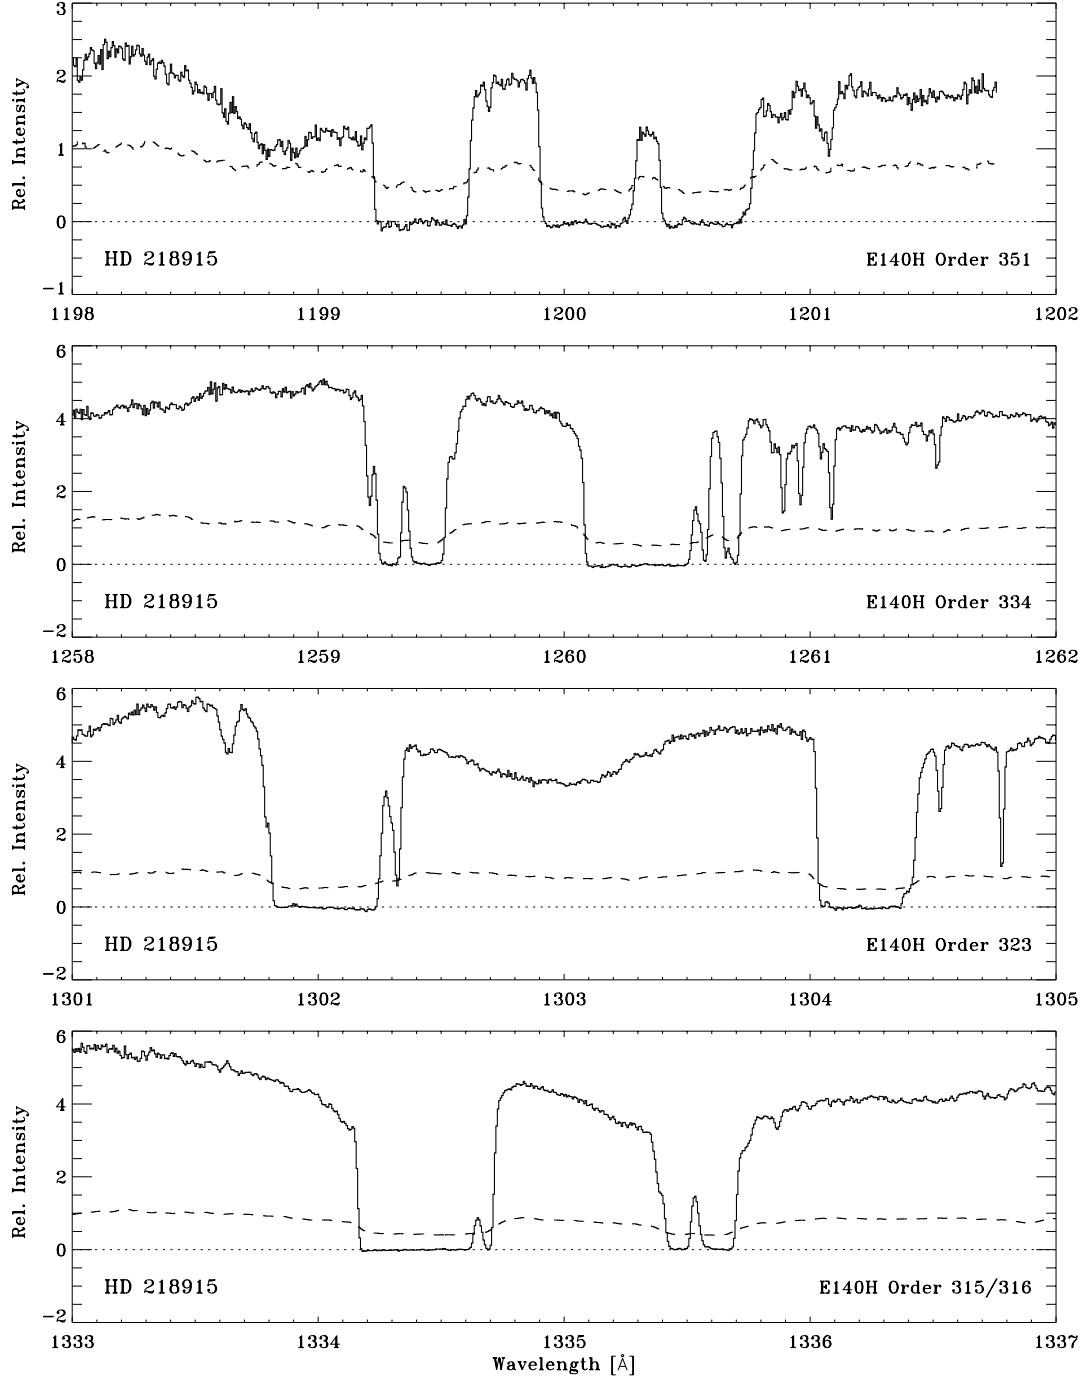 3
2
1
0
−1
Rel. Intensity
HD 218915
E140H Order 351
1198 1199 1200 1201 1202
6
4
2
0
−2
Rel. Intensity
HD 218915
E140H Order 334
1258 1259 1260 1261 1262
6
4
2
0
−2
Rel. Intensity
HD 218915
E140H Order 323
1301 1302 1303 1304 1305
6
4
2
0
−2
Rel. Intensity
HD 218915
E140H Order 315/316
1333 1334 1335 1336 1337
Wavelength [Å]